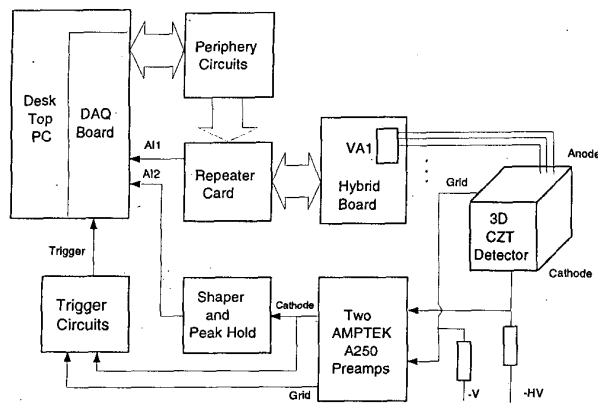 Periphery
Circuits
Desk
Top
PC
DAQ
Board
AI1
AI2
Repeater
Card
VA1
Hybrid
Board
Anode
Grid
3D
CZT
Detector
Cathode
Trigger
Trigger
Circuits
Shaper
and
Peak Hold
Cathode
Two
AMPTEK
A250
Preamps
Grid
-V
-HV